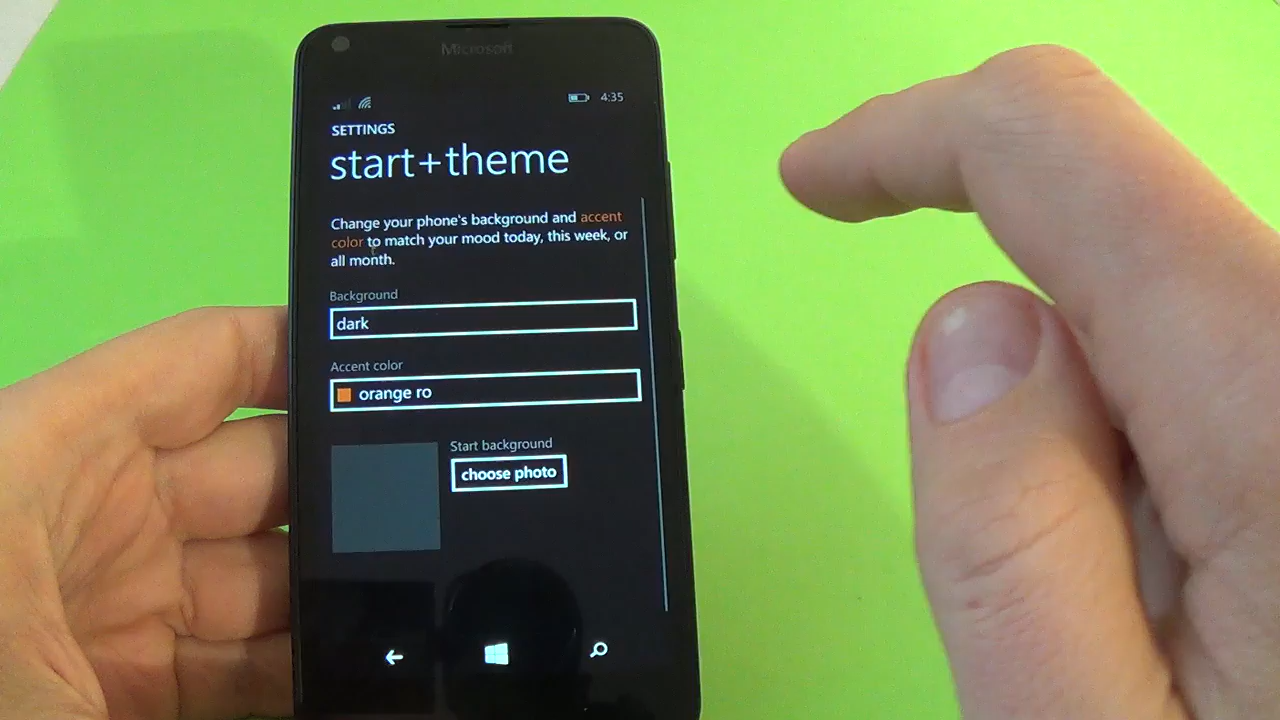 Microsoft
4:35
SETTINGS
start+theme
Change your phone's background and accent
color to match your mood today, this week, or
all month.
Background
dark
Accent color
orange ro
Start background
choose photo